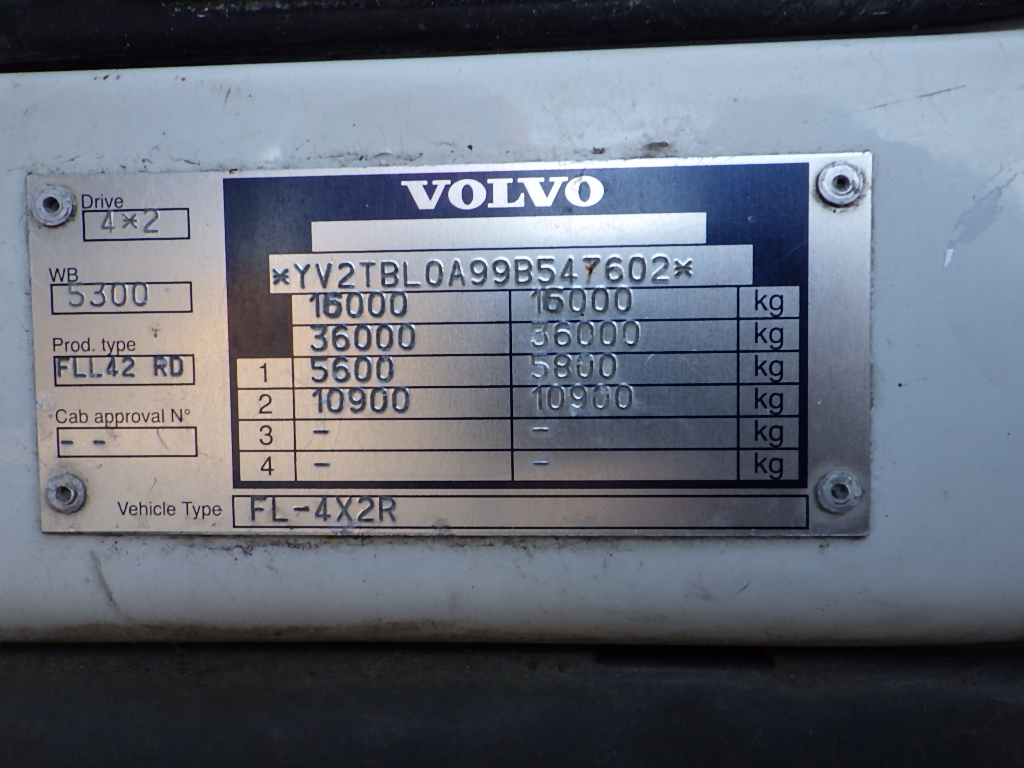 VOLVO
Drive
4*2
*YV2TBL0A99B547602*
WB
5300
16000 16000 kg
36000 36000 kg
Prod. type
FLL42 RD
1 5600 5800 kg
2 10900 10900 kg
Cab approval N°
--
3 - - kg
4 - - kg
Vehicle Type FL-4X2R